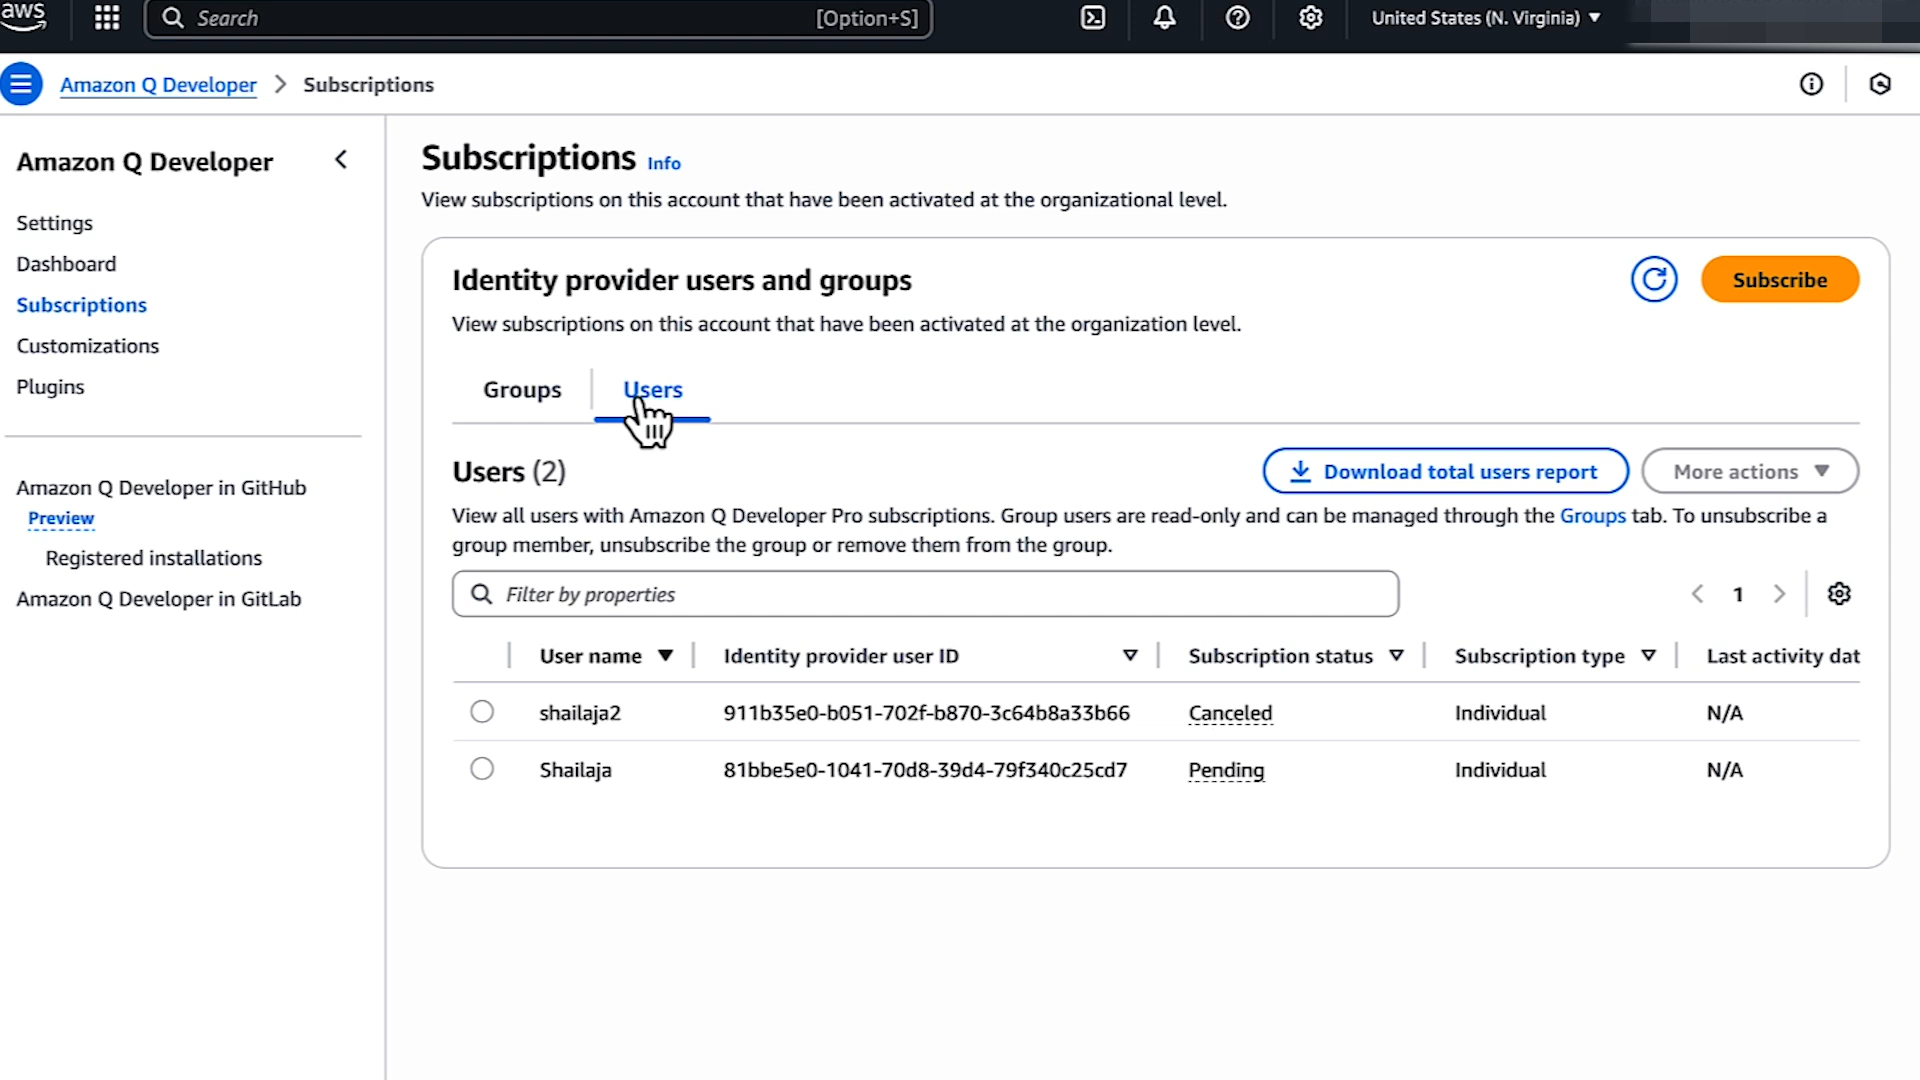 aws
Search [Option+S] United States (N. Virginia)
Amazon Q Developer > Subscriptions
Amazon Q Developer
Settings
Dashboard
Subscriptions
Customizations
Plugins
Amazon Q Developer in GitHub
Preview
Registered installations
Amazon Q Developer in GitLab
Subscriptions Info
View subscriptions on this account that have been activated at the organizational level.
Identity provider users and groups
Subscribe
View subscriptions on this account that have been activated at the organization level.
Groups Users
Users (2)
Download total users report More actions
View all users with Amazon Q Developer Pro subscriptions. Group users are read-only and can be managed through the Groups tab. To unsubscribe a
group member, unsubscribe the group or remove them from the group.
Filter by properties
1
User name Identity provider user ID Subscription status Subscription type Last activity dat
shailaja2 911b35e0-b051-702f-b870-3c64b8a33b66 Canceled Individual N/A
Shailaja 81bbe5e0-1041-70d8-39d4-79f340c25cd7 Pending Individual N/A